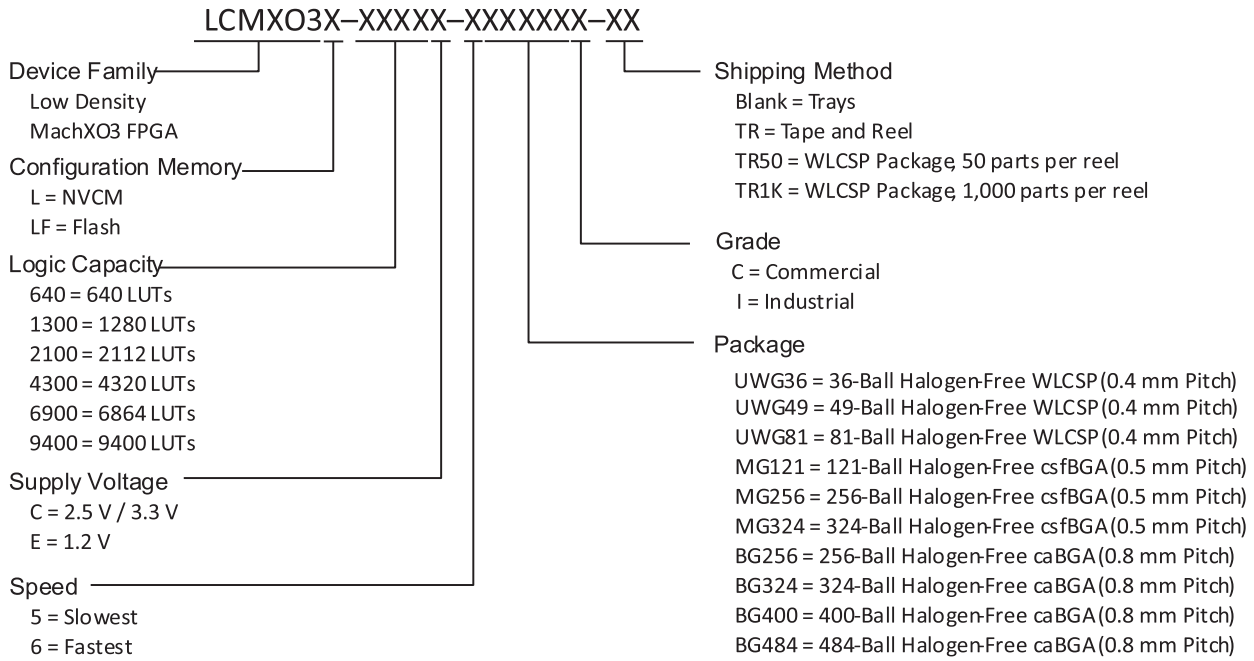 LCMXO3X–XXXXX–XXXXXXX–XX
Device Family
Low Density
MachXO3 FPGA
Configuration Memory
L = NVCM
LF = Flash
Logic Capacity
640 = 640 LUTs
1300 = 1280 LUTs
2100 = 2112 LUTs
4300 = 4320 LUTs
6900 = 6864 LUTs
9400 = 9400 LUTs
Supply Voltage
C = 2.5 V / 3.3 V
E = 1.2 V
Speed
5 = Slowest
6 = Fastest
Shipping Method
Blank = Trays
TR = Tape and Reel
TR50 = WLCSP Package, 50 parts per reel
TR1K = WLCSP Package, 1,000 parts per reel
Grade
C = Commercial
I = Industrial
Package
UWG36 = 36-Ball Halogen-Free WLCSP (0.4 mm Pitch)
UWG49 = 49-Ball Halogen-Free WLCSP (0.4 mm Pitch)
UWG81 = 81-Ball Halogen-Free WLCSP (0.4 mm Pitch)
MG121 = 121-Ball Halogen-Free csfBGA (0.5 mm Pitch)
MG256 = 256-Ball Halogen-Free csfBGA (0.5 mm Pitch)
MG324 = 324-Ball Halogen-Free csfBGA (0.5 mm Pitch)
BG256 = 256-Ball Halogen-Free caBGA (0.8 mm Pitch)
BG324 = 324-Ball Halogen-Free caBGA (0.8 mm Pitch)
BG400 = 400-Ball Halogen-Free caBGA (0.8 mm Pitch)
BG484 = 484-Ball Halogen-Free caBGA (0.8 mm Pitch)